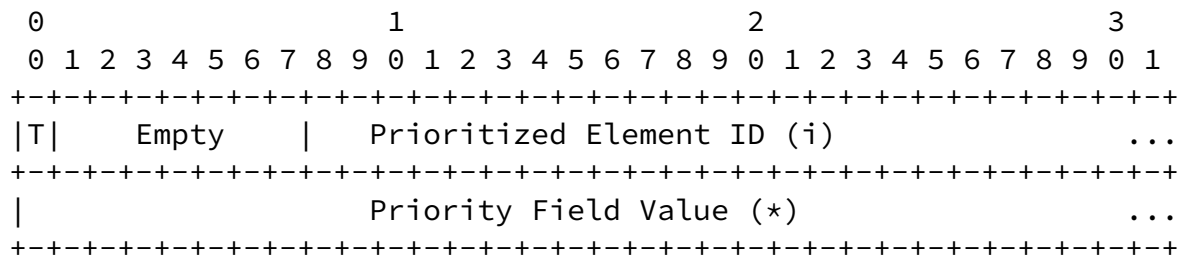 0                   1                   2                   3
 0 1 2 3 4 5 6 7 8 9 0 1 2 3 4 5 6 7 8 9 0 1 2 3 4 5 6 7 8 9 0 1
+-+-+-+-+-+-+-+-+-+-+-+-+-+-+-+-+-+-+-+-+-+-+-+-+-+-+-+-+-+-+-+-+
|T|    Empty    |   Prioritized Element ID (i)                ...
+-+-+-+-+-+-+-+-+-+-+-+-+-+-+-+-+-+-+-+-+-+-+-+-+-+-+-+-+-+-+-+-+
|                   Priority Field Value (*)                  ...
+-+-+-+-+-+-+-+-+-+-+-+-+-+-+-+-+-+-+-+-+-+-+-+-+-+-+-+-+-+-+-+-+